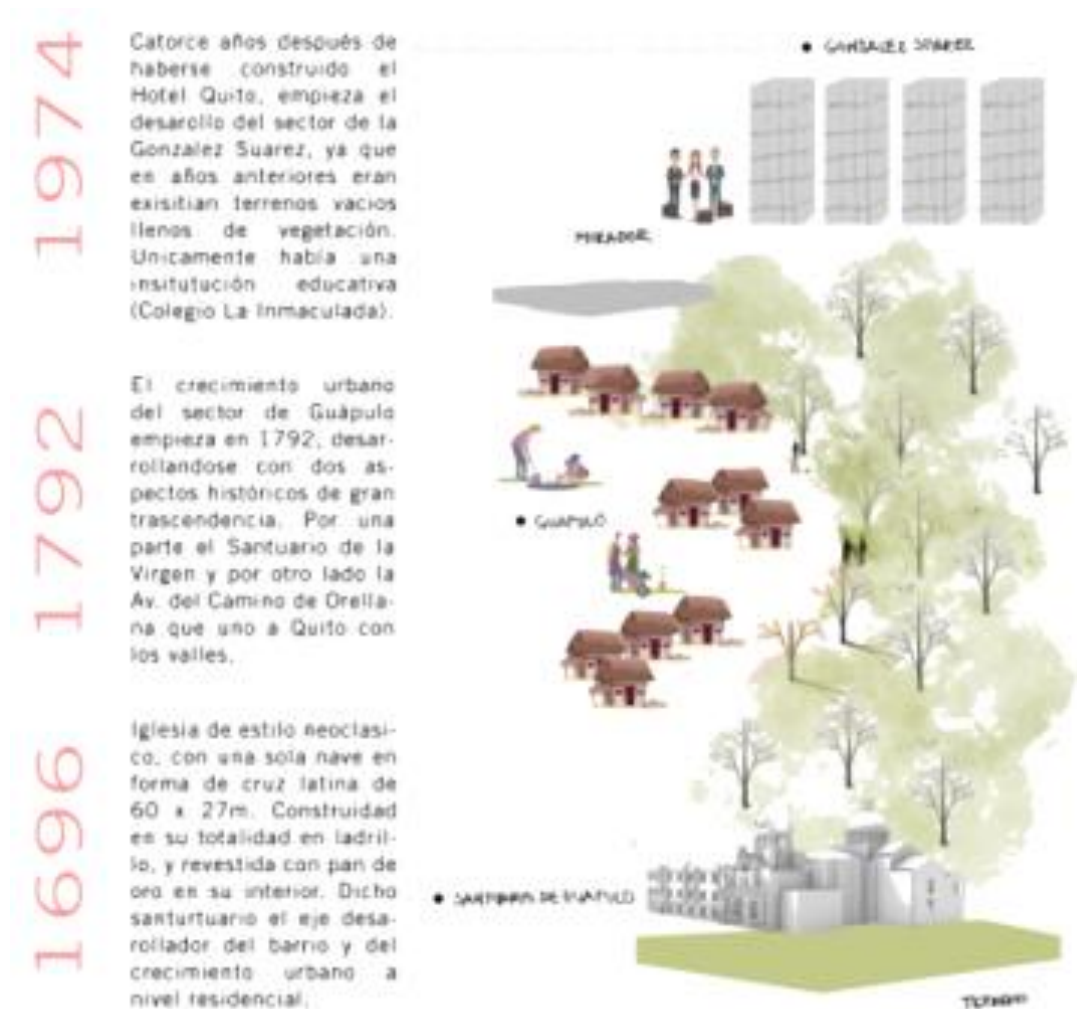 1974
Catorce años después de
haberse construido el
Hotel Quito, empieza el
desarollo del sector de la
Gonzalez Suarez, ya que
en años anteriores eran
exisitian terrenos vacios
llenos de vegetación.
Unicamente había una
insitutución educativa
(Colegio La Inmaculada).
1792
El crecimiento urbano
del sector de Guápulo
empieza en 1792, desar-
rollandose con dos as-
pectos históricos de gran
trascendencia. Por una
parte el Santuario de la
Virgen y por otro lado la
Av. del Camino de Orella-
na que uno a Quito con
los valles.
1696
Iglesia de estilo neoclasi-
co, con una sola nave en
forma de cruz latina de
60 x 27m. Construidad
en su totalidad en ladril-
lo, y revestida con pan de
oro en su interior. Dicho
santurtuario el eje desa-
rollador del barrio y del
crecimiento urbano a
nivel residencial.
GONZALEZ SUAREZ
MIRADOR
GUAPULO
SANTUARIO DE GUAPULO
TERRENO